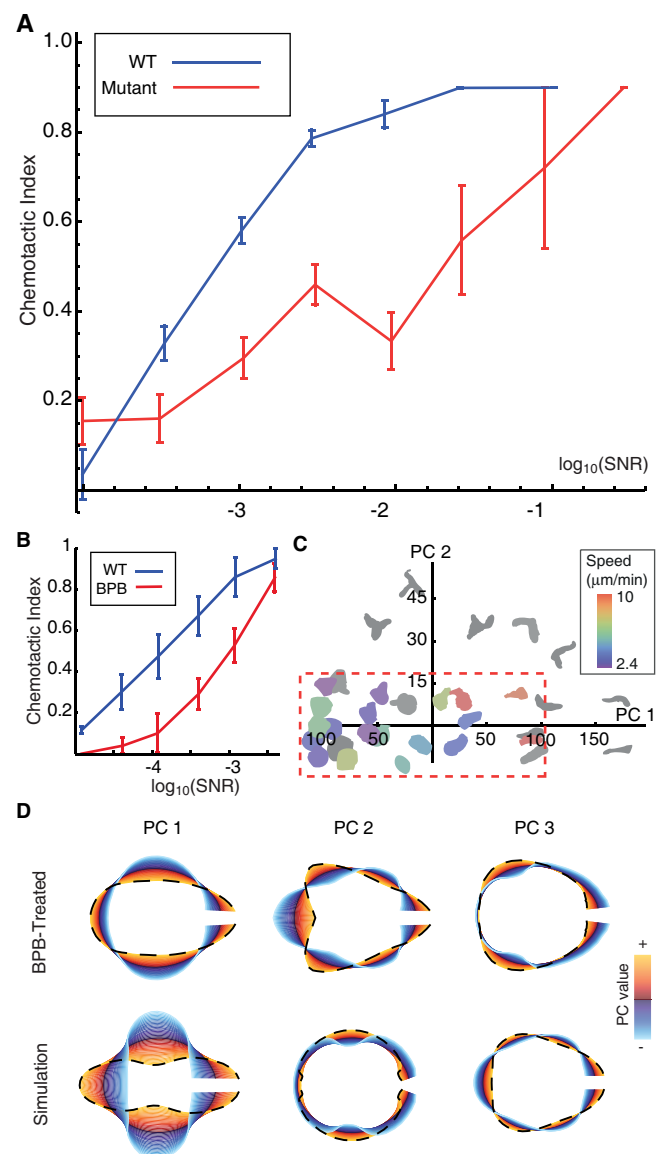 A
WT
Mutant
1.0
0.8
0.6
0.4
0.2
Chemotactic Index
log10(SNR)
-3
-2
-1
B
WT
BPB
1
0.8
0.6
0.4
0.2
Chemotactic Index
-4
-3
log10(SNR)
C
PC 2
45
30
15
Speed
(μm/min)
10
2.4
PC 1
100
50
50
100
150
D
PC 1
PC 2
PC 3
BPB-Treated
Simulation
+
PC value
-